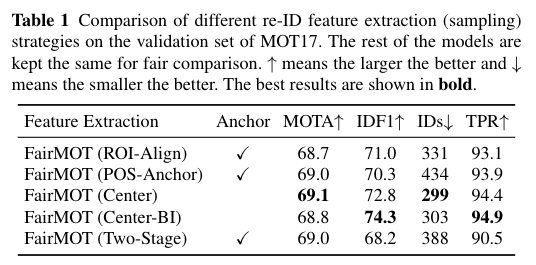 Table 1 Comparison of different re-ID feature extraction (sampling)
strategies on the validation set of MOT17. The rest of the models are
kept the same for fair comparison. ↑ means the larger the better and ↓
means the smaller the better. The best results are shown in bold.
Feature Extraction Anchor MOTA↑ IDF1↑ IDs↓ TPR↑
FairMOT (ROI-Align) ✓ 68.7 71.0 331 93.1
FairMOT (POS-Anchor) ✓ 69.0 70.3 434 93.9
FairMOT (Center) 69.1 72.8 299 94.4
FairMOT (Center-BI) 68.8 74.3 303 94.9
FairMOT (Two-Stage) ✓ 69.0 68.2 388 90.5